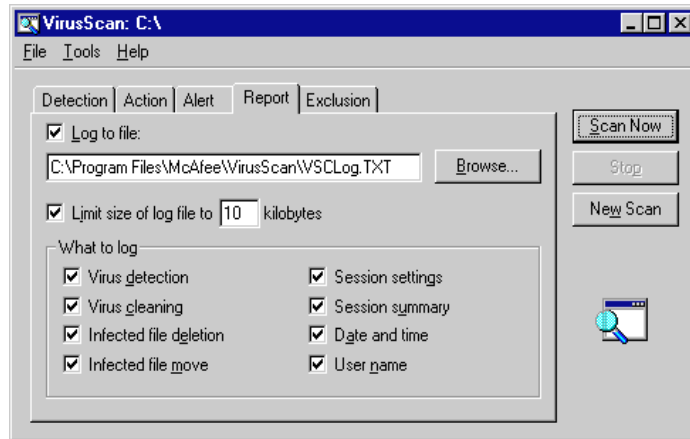 VirusScan: C:\
File Tools Help
Detection Action Alert Report Exclusion
Log to file:
C:\Program Files\McAfee\VirusScan\VSCLog.TXT Browse...
Limit size of log file to 10 kilobytes
What to log
Virus detection Session settings
Virus cleaning Session summary
Infected file deletion Date and time
Infected file move User name
Scan Now
Stop
New Scan